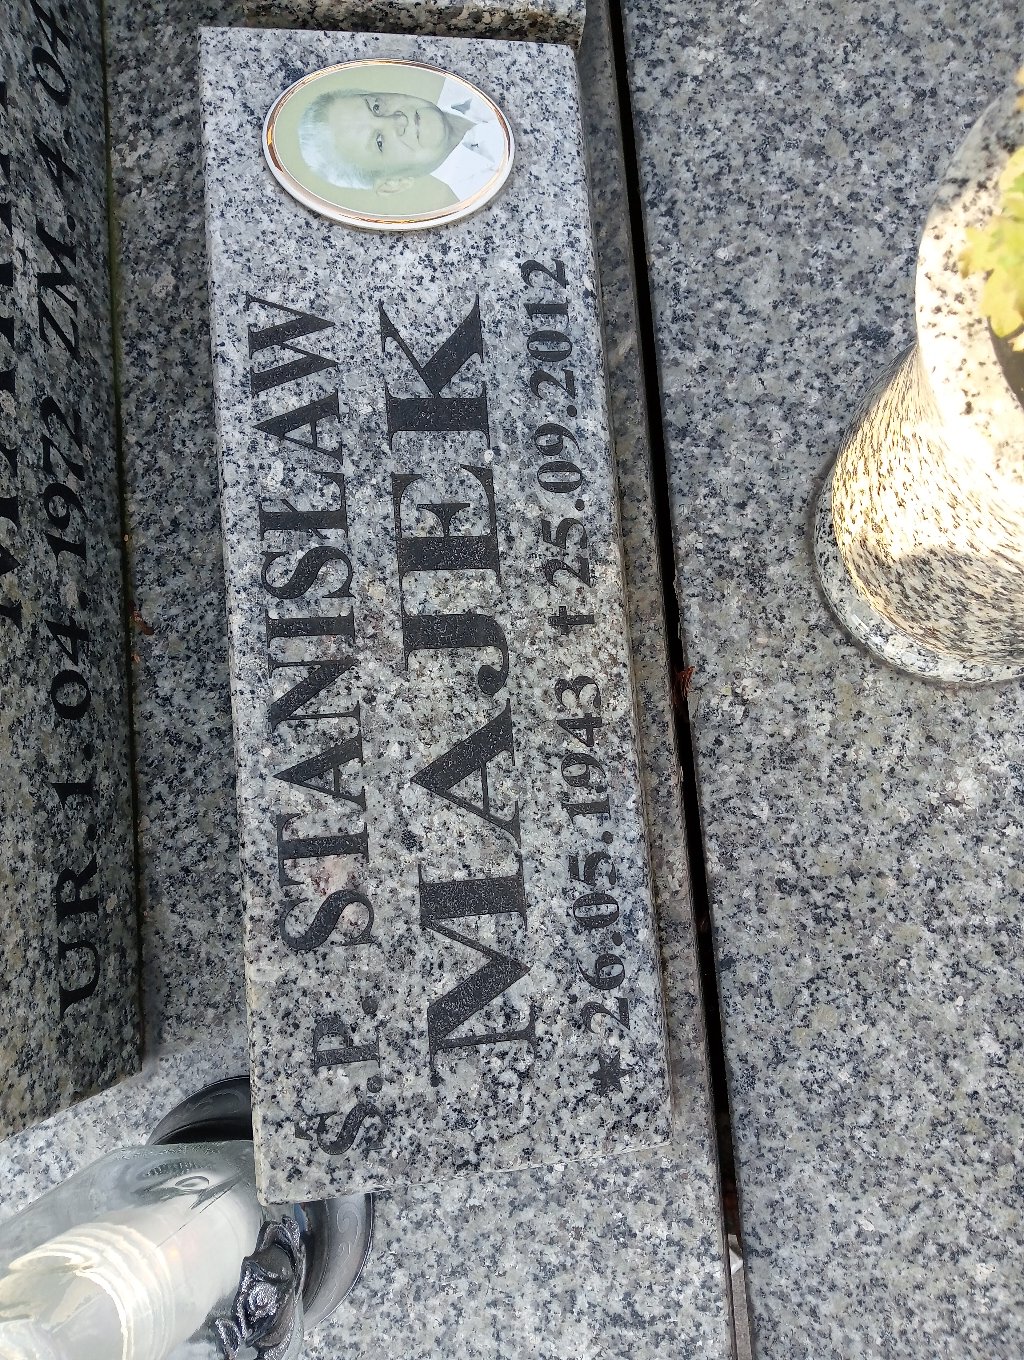 UR.1.04.1972 ZM.4.04
Ś.P. STANISŁAW
MAJEK
★26.05.1943 †25.09.2012